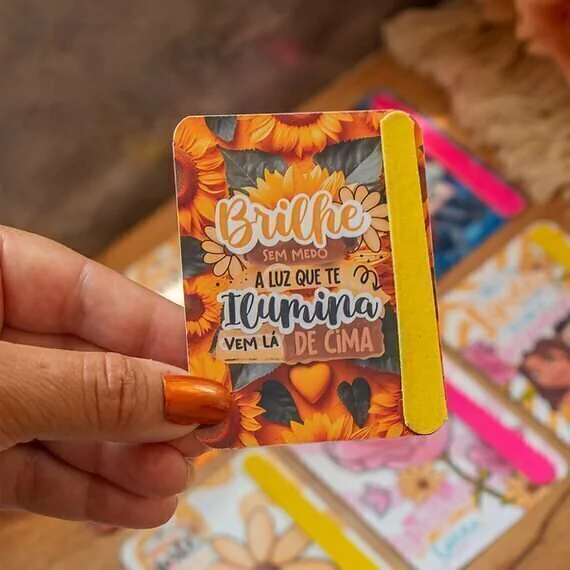 Brilhe
SEM MEDO
A LUZ QUE TE
Ilumina
VEM LÁ DE CIMA